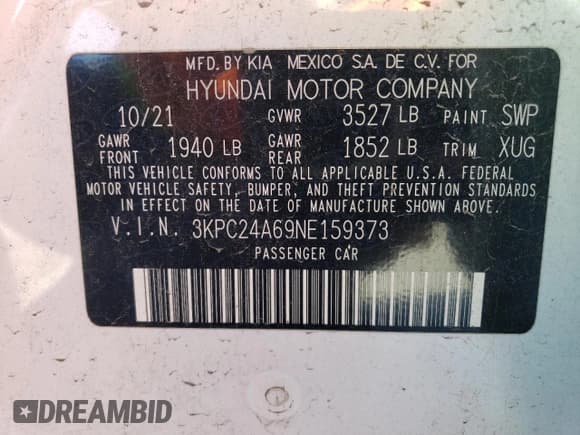 MFD. BY KIA MEXICO S.A. DE C.V. FOR
HYUNDAI MOTOR COMPANY
10/21 GVWR 3527 LB PAINT SWP
GAWR FRONT 1940 LB GAWR REAR 1852 LB TRIM XUG
THIS VEHICLE CONFORMS TO ALL APPLICABLE U.S.A. FEDERAL
MOTOR VEHICLE SAFETY, BUMPER, AND THEFT PREVENTION STANDARDS
IN EFFECT ON THE DATE OF MANUFACTURE SHOWN ABOVE.
V.I.N. 3KPC24A69NE159373
PASSENGER CAR
DREAMBID